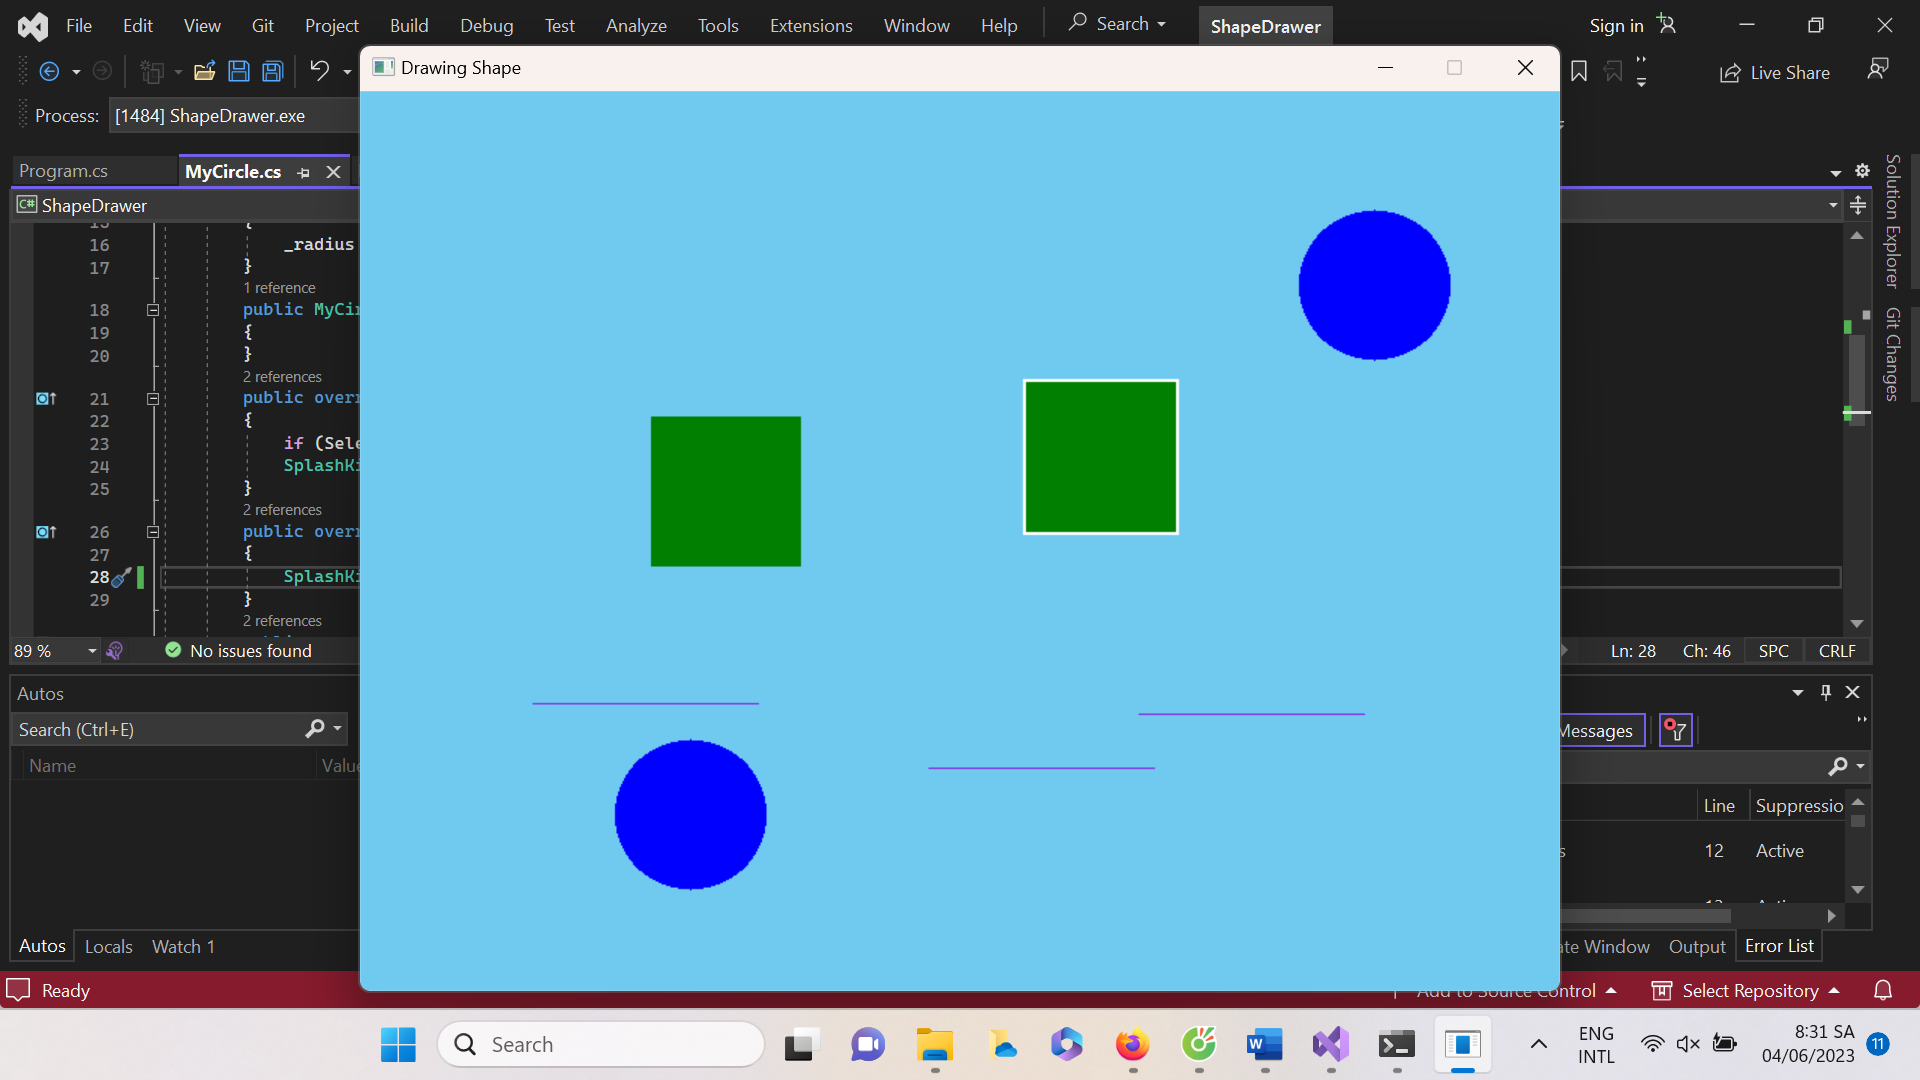 File Edit View Git Project Build Debug Test Analyze Tools Extensions Window Help Search ShapeDrawer Sign in
Drawing Shape
Live Share
Process: [1484] ShapeDrawer.exe
Program.cs MyCircle.cs
ShapeDrawer
16 _radius
17 }
1 reference
18 public MyCir
19 {
20 }
2 references
21 public overr
22 {
23 if (Sele
24 SplashKi
25 }
2 references
26 public overr
27 {
28 SplashKi
29 }
2 references
89 % No issues found Ln: 28 Ch: 46 SPC CRLF
Solution Explorer
Git Changes
Autos
Search (Ctrl+E)
Name Value
Messages
Line Suppressio
s 12 Active
Autos Locals Watch 1
ate Window Output Error List
Ready
Add to Source Control Select Repository
Search
ENG
INTL
8:31 SA
04/06/2023
11